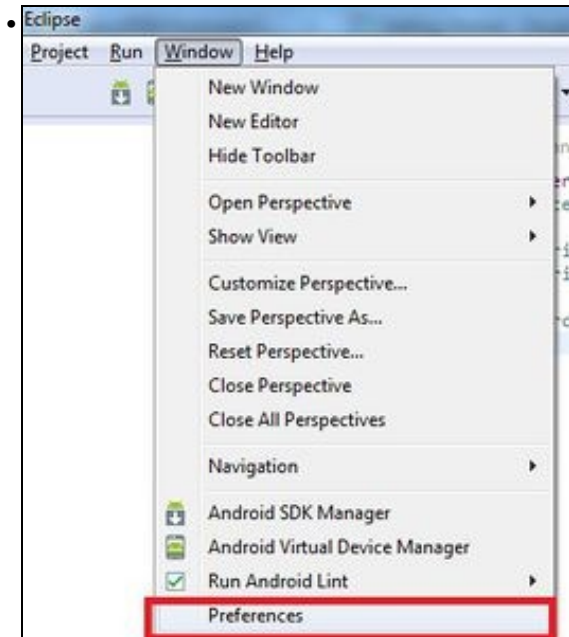 Eclipse
Project Run Window Help
New Window
New Editor
Hide Toolbar
Open Perspective
Show View
Customize Perspective...
Save Perspective As...
Reset Perspective...
Close Perspective
Close All Perspectives
Navigation
Android SDK Manager
Android Virtual Device Manager
Run Android Lint
Preferences